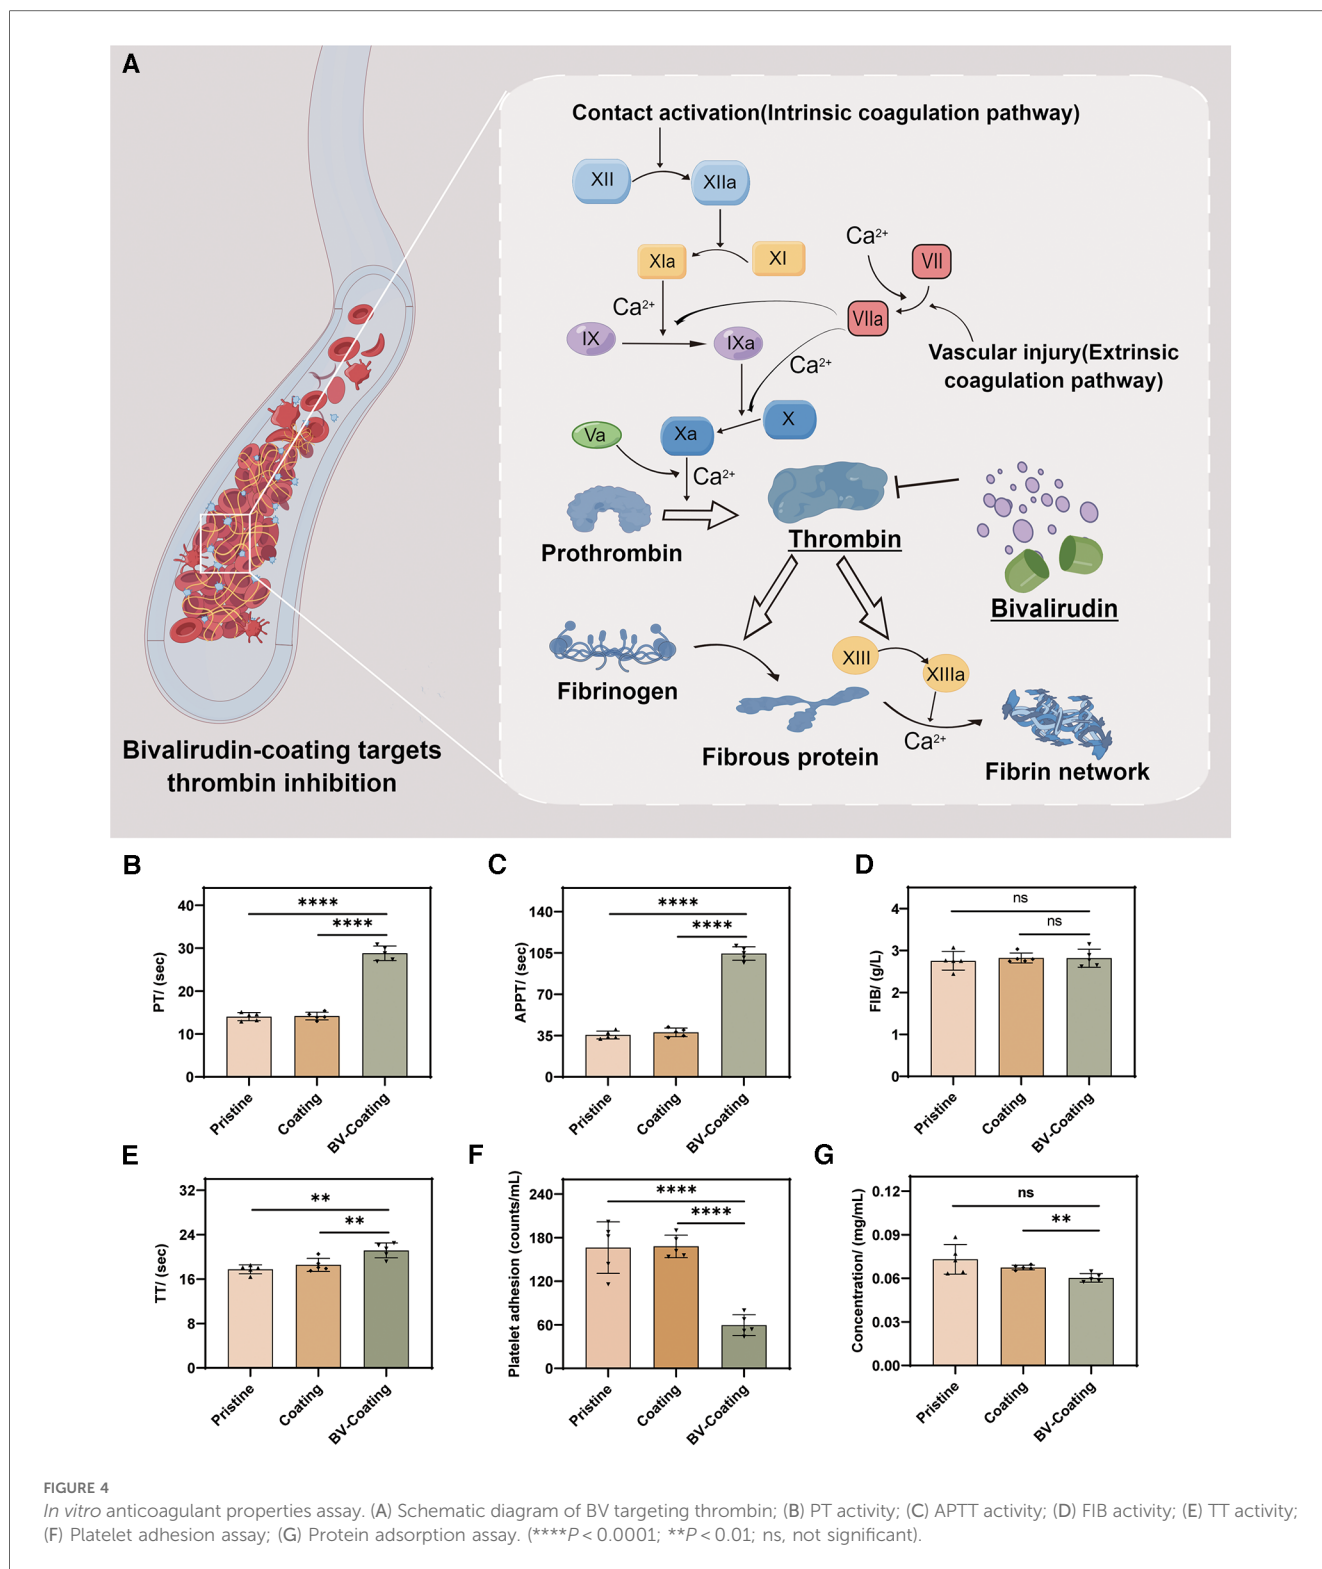 A
Contact activation(Intrinsic coagulation pathway)
XII
XIIa
XIa
XI
Ca²⁺
VII
Ca²⁺
VIIa
IX
IXa
Vascular injury(Extrinsic
coagulation pathway)
Ca²⁺
Va
Xa
X
Ca²⁺
Prothrombin
Thrombin
Bivalirudin
Fibrinogen
XIII
XIIIa
Fibrous protein
Ca²⁺
Fibrin network
Bivalirudin-coating targets
thrombin inhibition
B
PT/ (sec)
40
30
20
10
0
****
****
Pristine
Coating
BV-Coating
C
APPT/ (sec)
140
105
70
35
0
****
****
Pristine
Coating
BV-Coating
D
FIB/ (g/L)
4
3
2
1
0
ns
ns
Pristine
Coating
BV-Coating
E
TT/ (sec)
32
24
16
8
0
**
**
Pristine
Coating
BV-Coating
F
Platelet adhesion (counts/mL)
240
180
120
60
0
****
****
Pristine
Coating
BV-Coating
G
Concentration/ (mg/mL)
0.12
0.09
0.06
0.03
0.00
ns
**
Pristine
Coating
BV-Coating
FIGURE 4
In vitro anticoagulant properties assay. (A) Schematic diagram of BV targeting thrombin; (B) PT activity; (C) APTT activity; (D) FIB activity; (E) TT activity;
(F) Platelet adhesion assay; (G) Protein adsorption assay. (****P < 0.0001; **P < 0.01; ns, not significant).